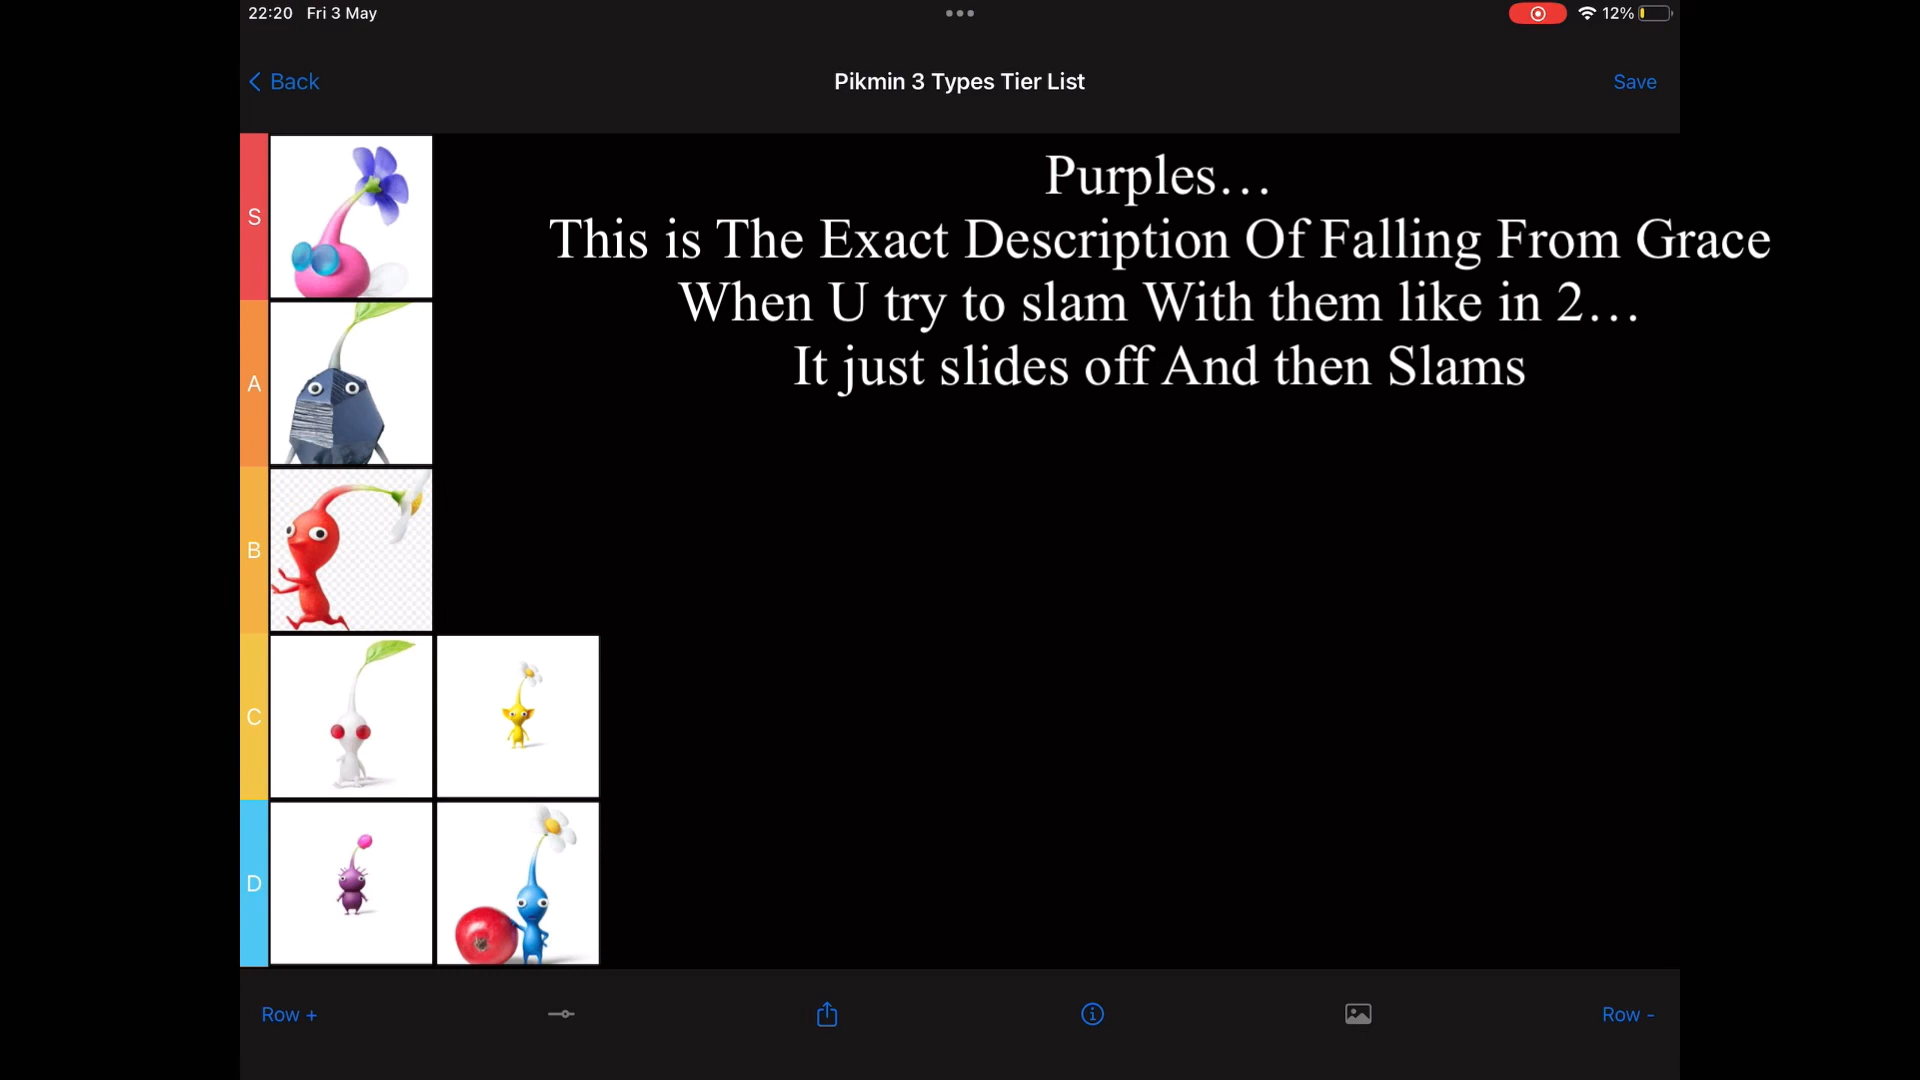 22:20 Fri 3 May
12%
Back
Pikmin 3 Types Tier List
Save
S
Purples...
This is The Exact Description Of Falling From Grace
When U try to slam With them like in 2...
It just slides off And then Slams
A
B
C
D
Row +
Row -